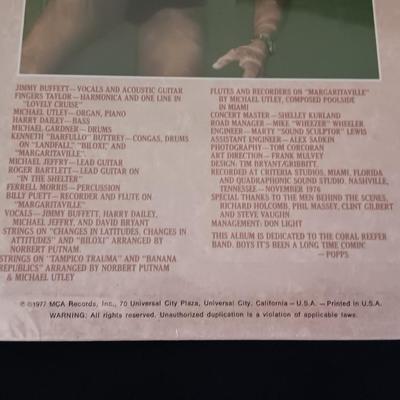 JIMMY BUFFETT—VOCALS AND ACOUSTIC GUITAR
FINGERS TAYLOR—HARMONICA AND ONE LINE IN
"LOVELY CRUISE"
MICHAEL UTLEY—ORGAN, PIANO
HARRY DAILEY—BASS
MICHAEL GARDNER—DRUMS
KENNETH "BARFULLO" BUTTREY—CONGAS, DRUMS
ON "LANDFALL," "BILOXI," AND
"MARGARITAVILLE".
MICHAEL JEFFRY—LEAD GUITAR
ROGER BARTLETT—LEAD GUITAR ON
"IN THE SHELTER"
FERRELL MORRIS—PERCUSSION
BILLY PUETT—RECORDER AND FLUTE ON
"MARGARITAVILLE"
VOCALS—JIMMY BUFFETT, HARRY DAILEY,
MICHAEL JEFFRY, AND DAVID BRYANT
STRINGS ON "CHANGES IN LATITUDES, CHANGES IN
ATTITUDES" AND "BILOXI" ARRANGED BY
NORBERT PUTNAM.
STRINGS ON "TAMPICO TRAUMA" AND "BANANA
REPUBLICS" ARRANGED BY NORBERT PUTNAM
& MICHAEL UTLEY
FLUTES AND RECORDERS ON "MARGARITAVILLE"
BY MICHAEL UTLEY, COMPOSED POOLSIDE
IN MIAMI
CONCERT MASTER—SHELLEY KURLAND
ROAD MANAGER—MIKE "WHEEZER" WHEELER
ENGINEER—MARTY "SOUND SCULPTOR" LEWIS
ASSISTANT ENGINEER—ALEX SADKIN
PHOTOGRAPHY—TOM CORCORAN
ART DIRECTION—FRANK MULVEY
DESIGN: TIM BRYANT/GRIBBITT.
RECORDED AT CRITERIA STUDIOS, MIAMI, FLORIDA
AND QUADRAPHONIC SOUND STUDIO, NASHVILLE,
TENNESSEE—NOVEMBER 1976
SPECIAL THANKS TO THE MEN BEHIND THE SCENES,
RICHARD HOLCOMB, PHIL MASSEY, CLINT GILBERT
AND STEVE VAUGHN
MANAGEMENT: DON LIGHT
THIS ALBUM IS DEDICATED TO THE CORAL REEFER
BAND. BOYS IT'S BEEN A LONG TIME COMIN'
—POPPS
℗©1977 MCA Records, Inc., 70 Universal City Plaza, Universal City, California—U.S.A.—Printed in U.S.A.
WARNING: All rights reserved. Unauthorized duplication is a violation of applicable laws.